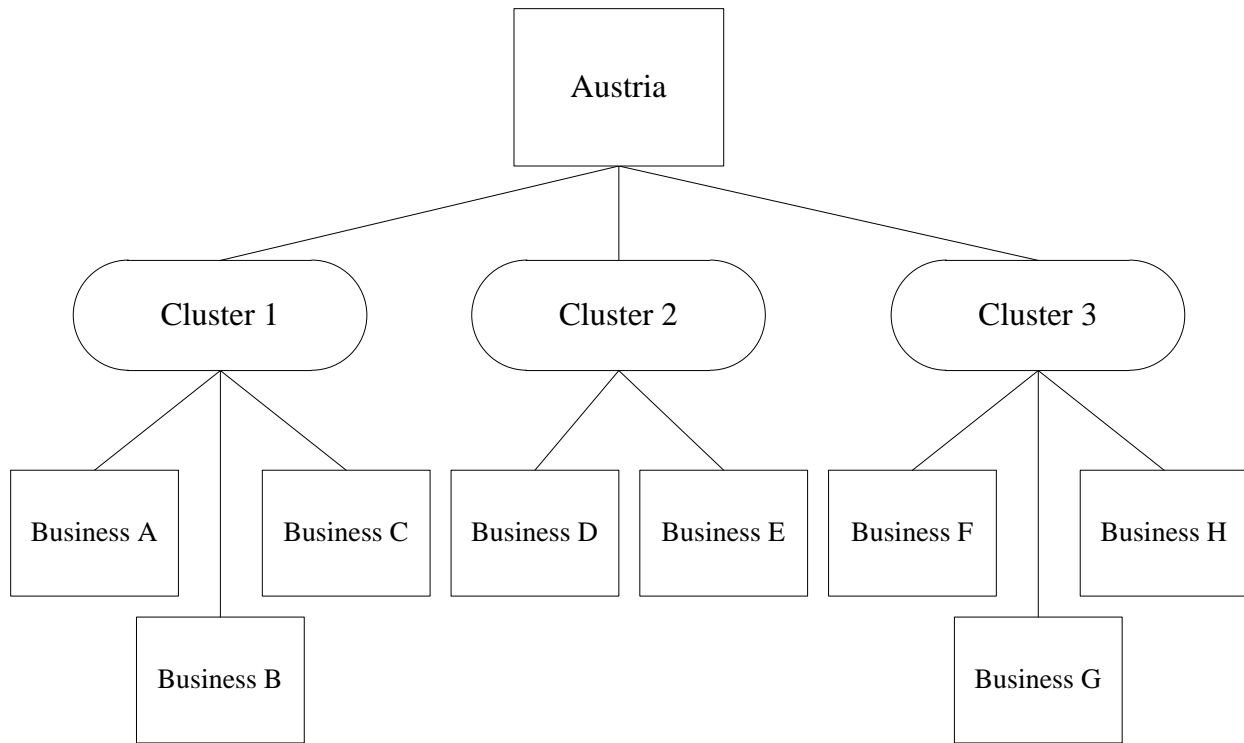 Austria
Cluster 1
Cluster 2
Cluster 3
Business A
Business C
Business D
Business E
Business F
Business H
Business B
Business G